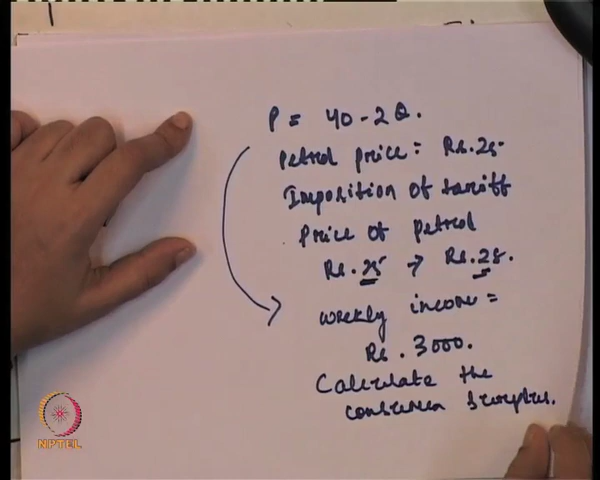 P = 40 - 2Q.
Petrol price = Rs. 25
Imposition of tariff
Price of petrol
Rs. 25 → Rs. 28.
weekly income =
Rs. 3000.
Calculate the
consumer surplus.
NPTEL